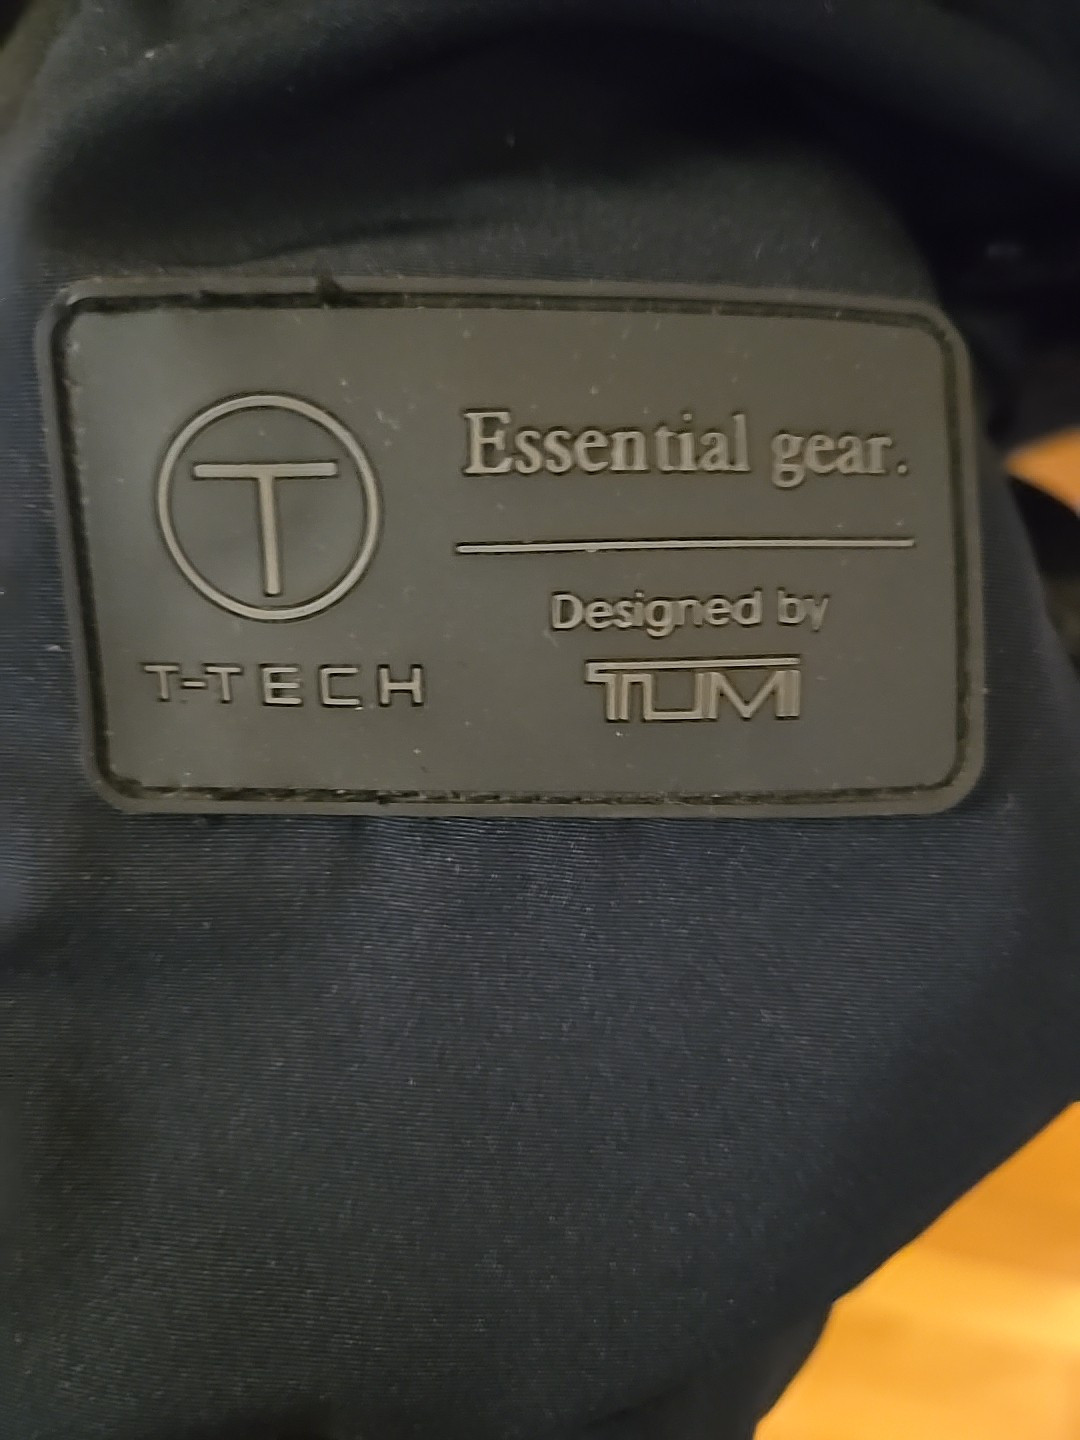 T
T-TECH
Essential gear.
Designed by
TUMI